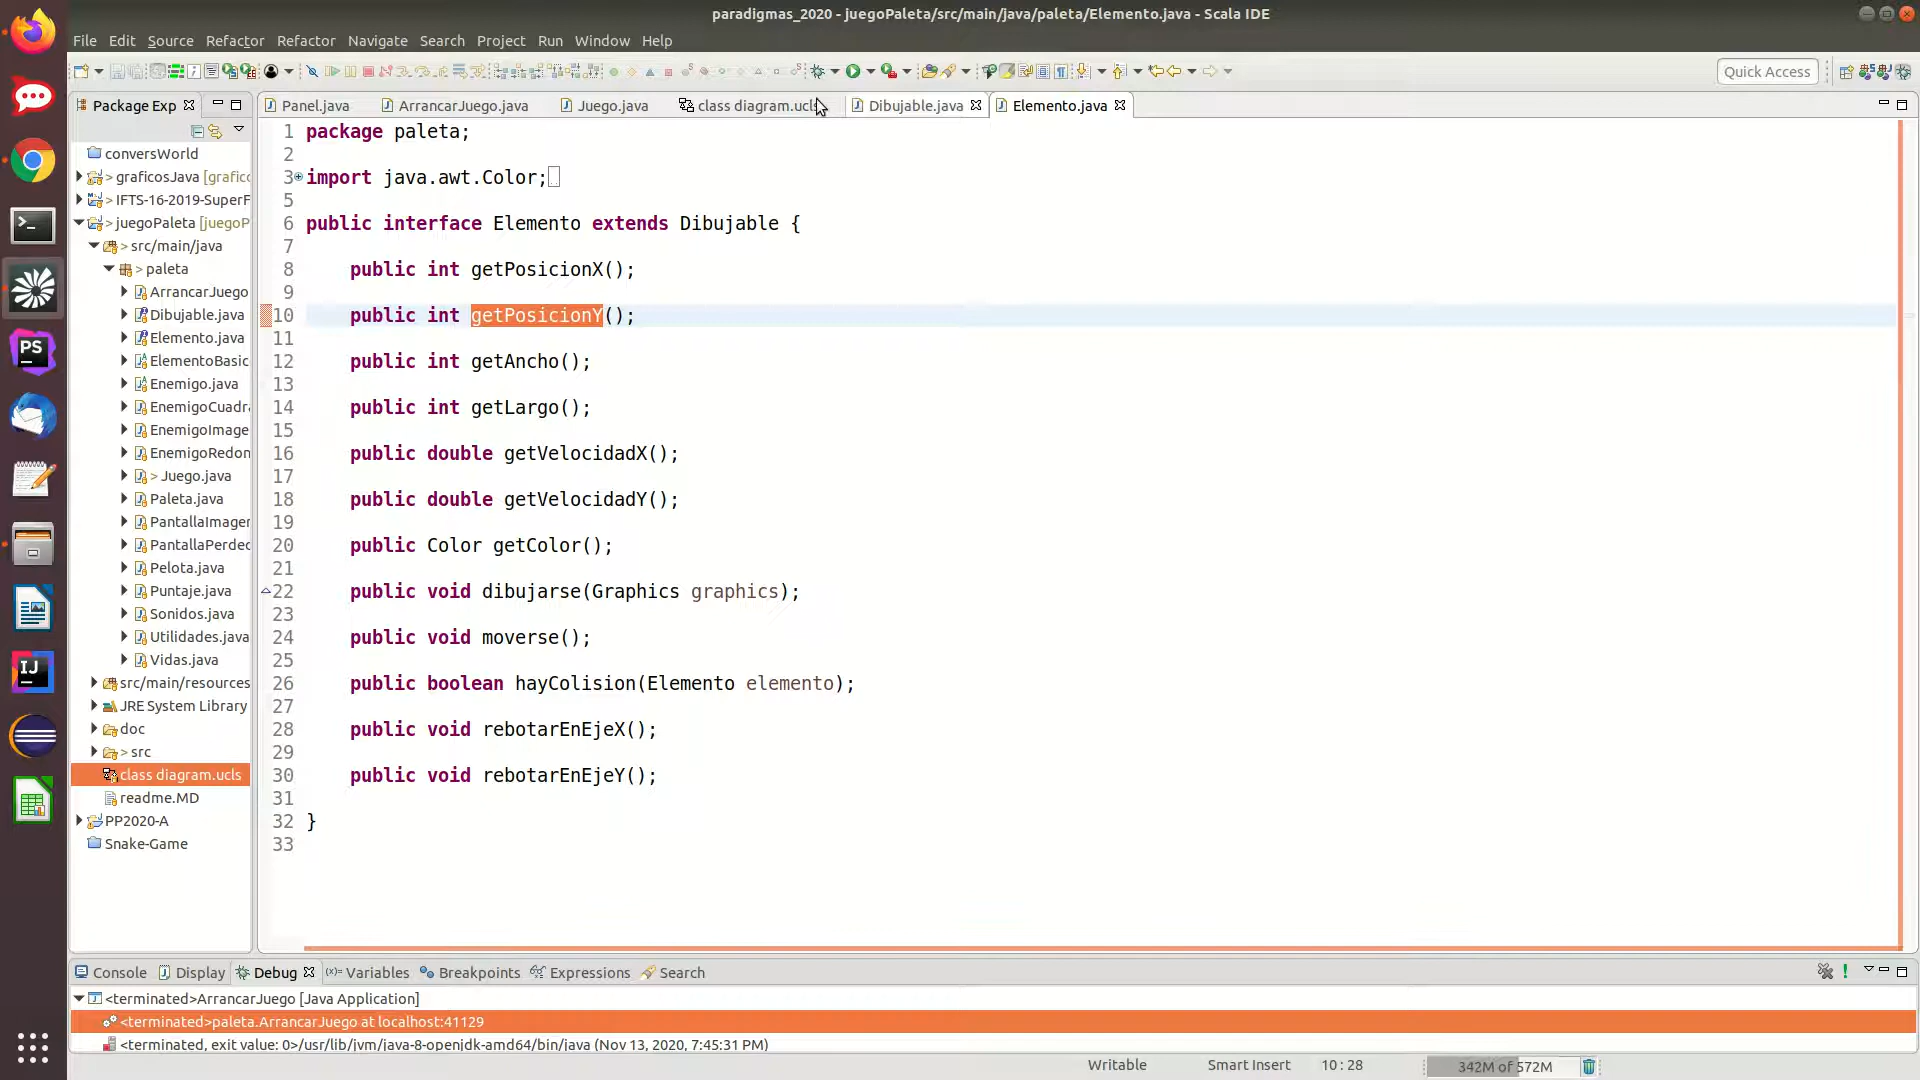 paradigmas_2020 - juegoPaleta/src/main/java/paleta/Elemento.java - Scala IDE
File Edit Source Refactor Refactor Navigate Search Project Run Window Help
Quick Access
Package Exp
Panel.java ArrancarJuego.java Juego.java class diagram.ucls Dibujable.java Elemento.java
conversWorld
> graficosJava [grafic
> IFTS-16-2019-SuperF
> juegoPaleta [juegoP
> src/main/java
> paleta
ArrancarJuego
Dibujable.java
Elemento.java
ElementoBasic
Enemigo.java
EnemigoCuadr
EnemigoImage
EnemigoRedon
> Juego.java
Paleta.java
PantallaImagen
PantallaPerded
Pelota.java
Puntaje.java
Sonidos.java
Utilidades.java
Vidas.java
src/main/resources
JRE System Library
doc
> src
class diagram.ucls
readme.MD
PP2020-A
Snake-Game
1 package paleta;
2
3 import java.awt.Color;
5
6 public interface Elemento extends Dibujable {
7
8 public int getPosicionX();
9
10 public int getPosicionY();
11
12 public int getAncho();
13
14 public int getLargo();
15
16 public double getVelocidadX();
17
18 public double getVelocidadY();
19
20 public Color getColor();
21
22 public void dibujarse(Graphics graphics);
23
24 public void moverse();
25
26 public boolean hayColision(Elemento elemento);
27
28 public void rebotarEnEjeX();
29
30 public void rebotarEnEjeY();
31
32 }
33
PS
IJ
Console Display Debug Variables Breakpoints Expressions Search
<terminated>ArrancarJuego [Java Application]
<terminated>paleta.ArrancarJuego at localhost:41129
<terminated, exit value: 0>/usr/lib/jvm/java-8-openjdk-amd64/bin/java (Nov 13, 2020, 7:45:31 PM)
Writable Smart Insert 10 : 28 342M of 572M